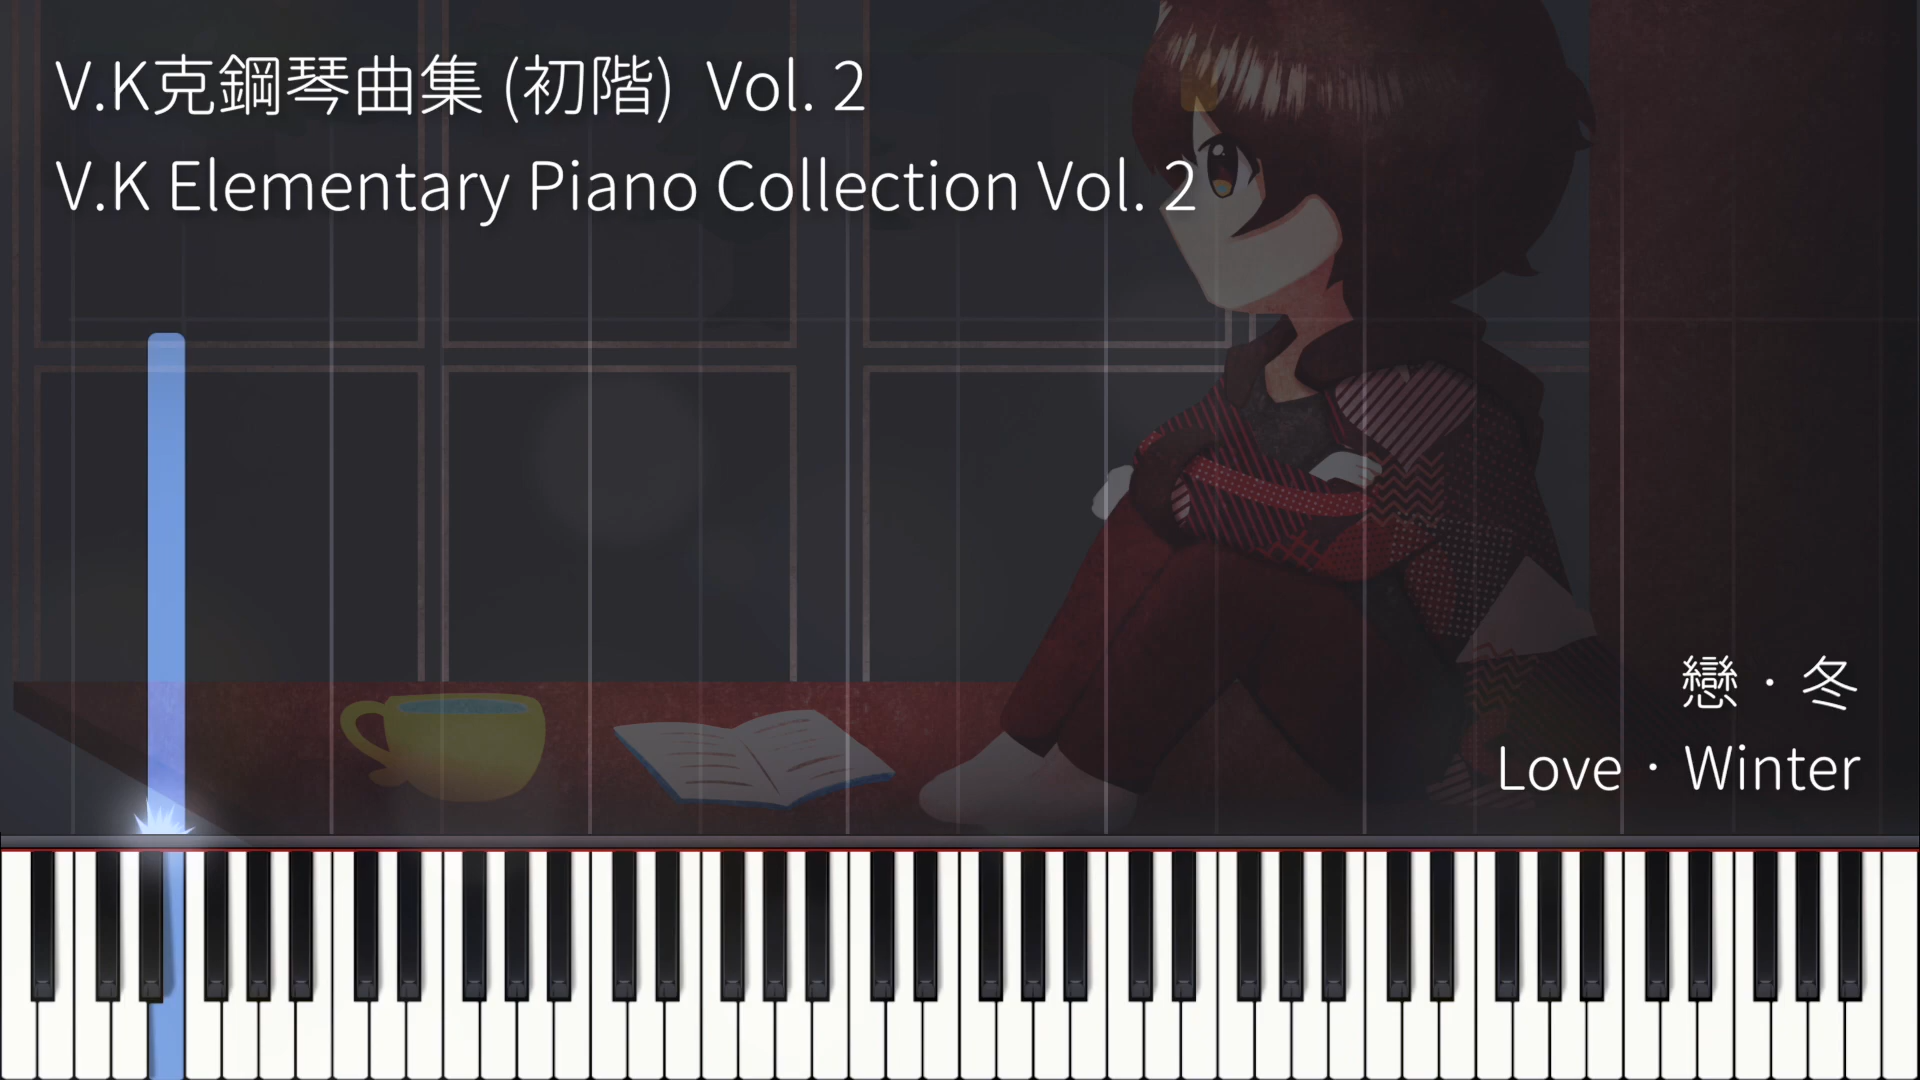 V.K克鋼琴曲集 (初階) Vol. 2
V.K Elementary Piano Collection Vol. 2
戀・冬
Love・Winter